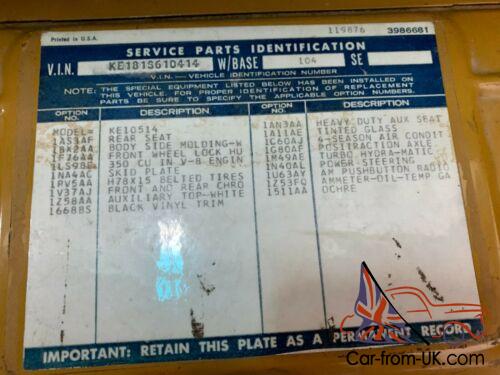 Printed in U.S.A.
119876
3986681
SERVICE PARTS IDENTIFICATION
V.I.N. KE181S610414 W/BASE 104 SE
V.I.N. – VEHICLE IDENTIFICATION NUMBER
NOTE: THE SPECIAL EQUIPMENT LISTED BELOW HAS BEEN INSTALLED ON
THIS VEHICLE. FOR PROPER IDENTIFICATION OF REPLACEMENT
PARTS BE SURE TO SPECIFY THE APPLICABLE OPTION NUMBERS.
OPTION NO. DESCRIPTION OPTION NO. DESCRIPTION
MODEL= KE10514
1AS3AF REAR SEAT
1BX2AA BODY SIDE MOLDING-W
1F76AA FRONT WHEEL LOCK HU
1LS98E 350 CU IN V-8 ENGIN
1NA4AC SKID PLATE
1PV5AA H78X15 BELTED TIRES
1V37AJ FRONT AND REAR CHRO
1Z58AA AUXILIARY TOP-WHITE
1668BS BLACK VINYL TRIM
1AN3AA HEAVY DUTY AUX SEAT
1A11AE TINTED GLASS
1C60AJ 4-SEASON AIR CONDIT
1G80AF POSITRACTION AXLE
1M49AE TURBO HYDRA-MATIC
1N40AL POWER STEERING
1U63AY AM PUSHBUTTON RADIO
1Z53FQ AMMETER-OIL-TEMP GA
1511AA OCHRE
IMPORTANT: RETAIN THIS PLATE AS A PERMANENT RECORD
Car-from-UK.com